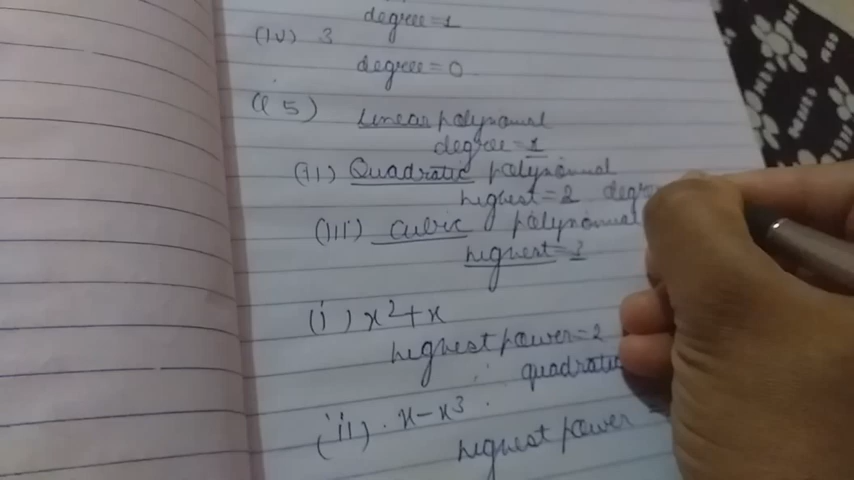 degree = 1
(iv) 3
degree = 0
(Q 5) Linear polynomial
degree = 1
(ii) Quadratic polynomial
highest = 2
(iii) Cubic polynomial
highest = 3
(i) x² + x
highest power = 2
∴ quadratic
(ii) . x - x³ .
highest power =